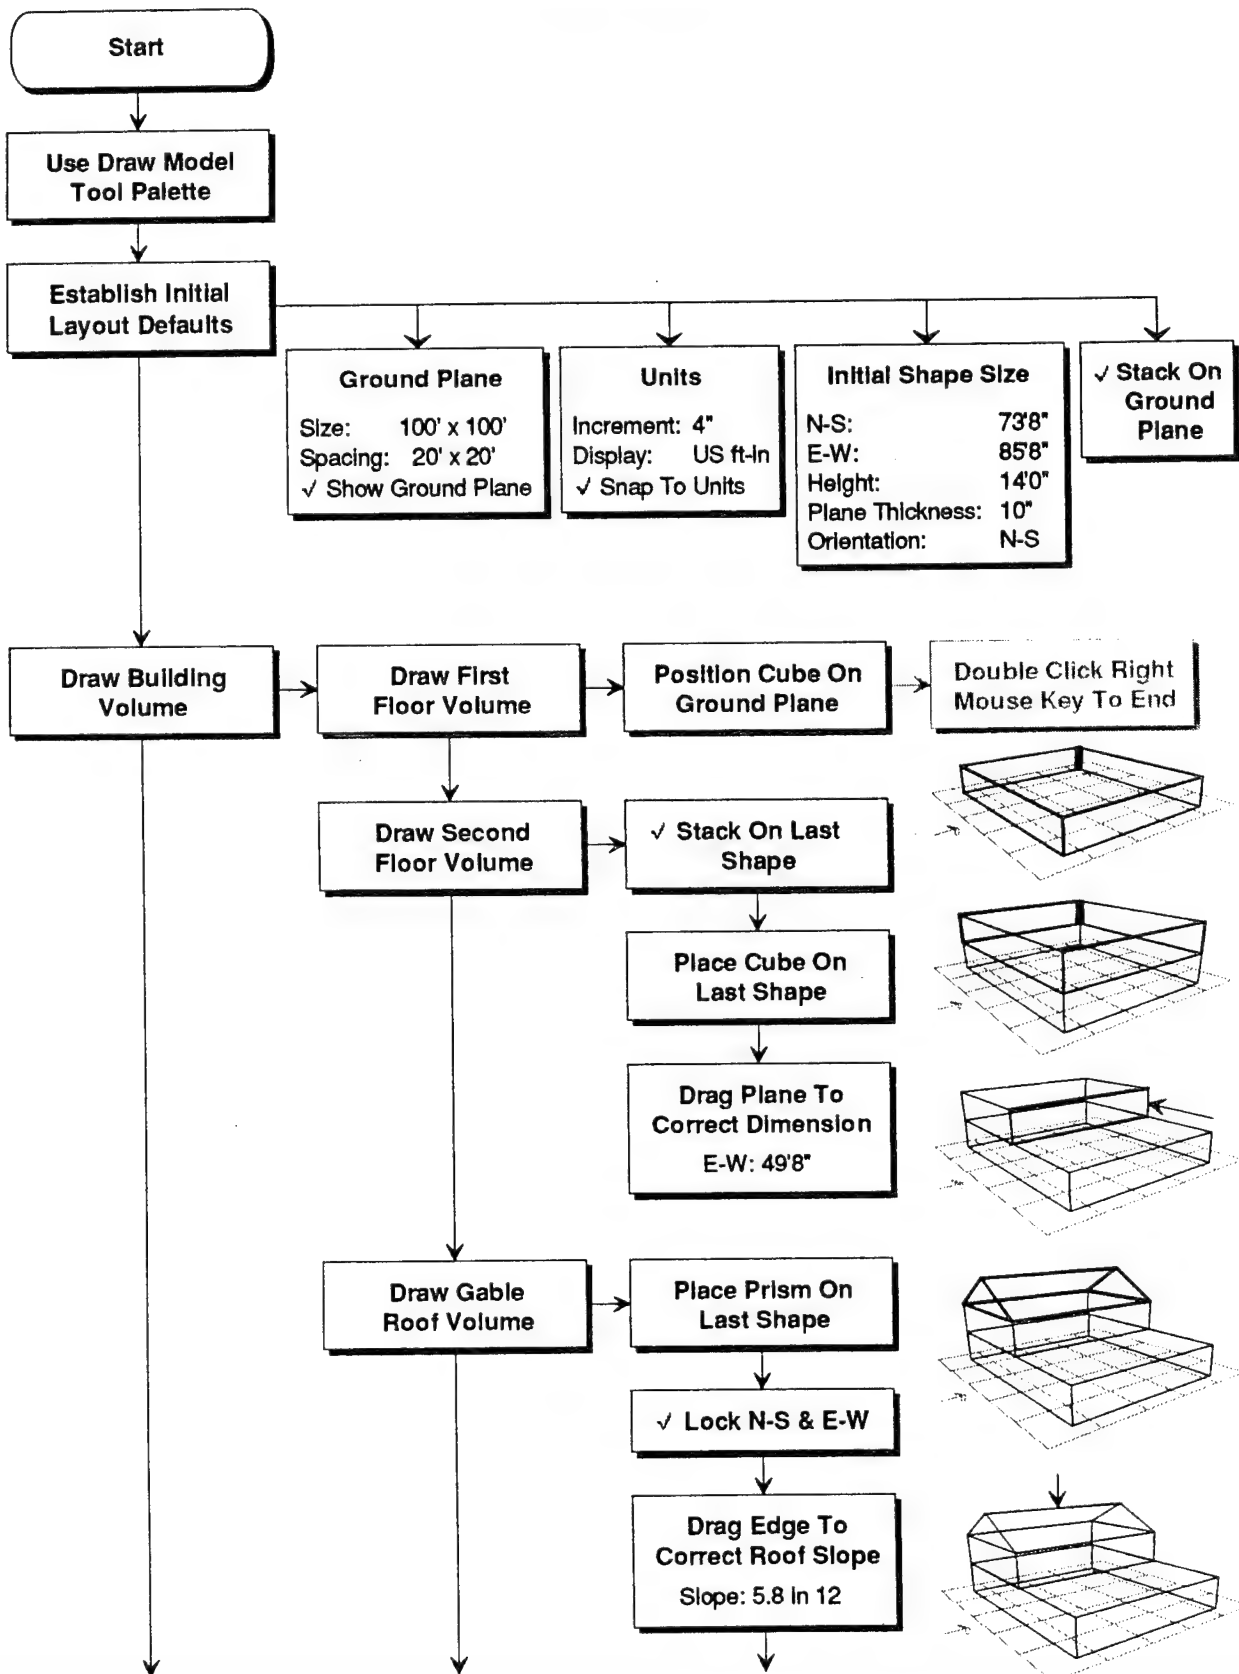 Start
Use Draw Model
Tool Palette
Establish Initial
Layout Defaults
Ground Plane
Size: 100' x 100'
Spacing: 20' x 20'
√ Show Ground Plane
Units
Increment: 4"
Display: US ft-in
√ Snap To Units
Initial Shape Size
N-S: 73'8"
E-W: 85'8"
Height: 14'0"
Plane Thickness: 10"
Orientation: N-S
√ Stack On
Ground
Plane
Draw Building
Volume
Draw First
Floor Volume
Position Cube On
Ground Plane
Double Click Right
Mouse Key To End
Draw Second
Floor Volume
√ Stack On Last
Shape
Place Cube On
Last Shape
Drag Plane To
Correct Dimension
E-W: 49'8"
Draw Gable
Roof Volume
Place Prism On
Last Shape
√ Lock N-S & E-W
Drag Edge To
Correct Roof Slope
Slope: 5.8 in 12